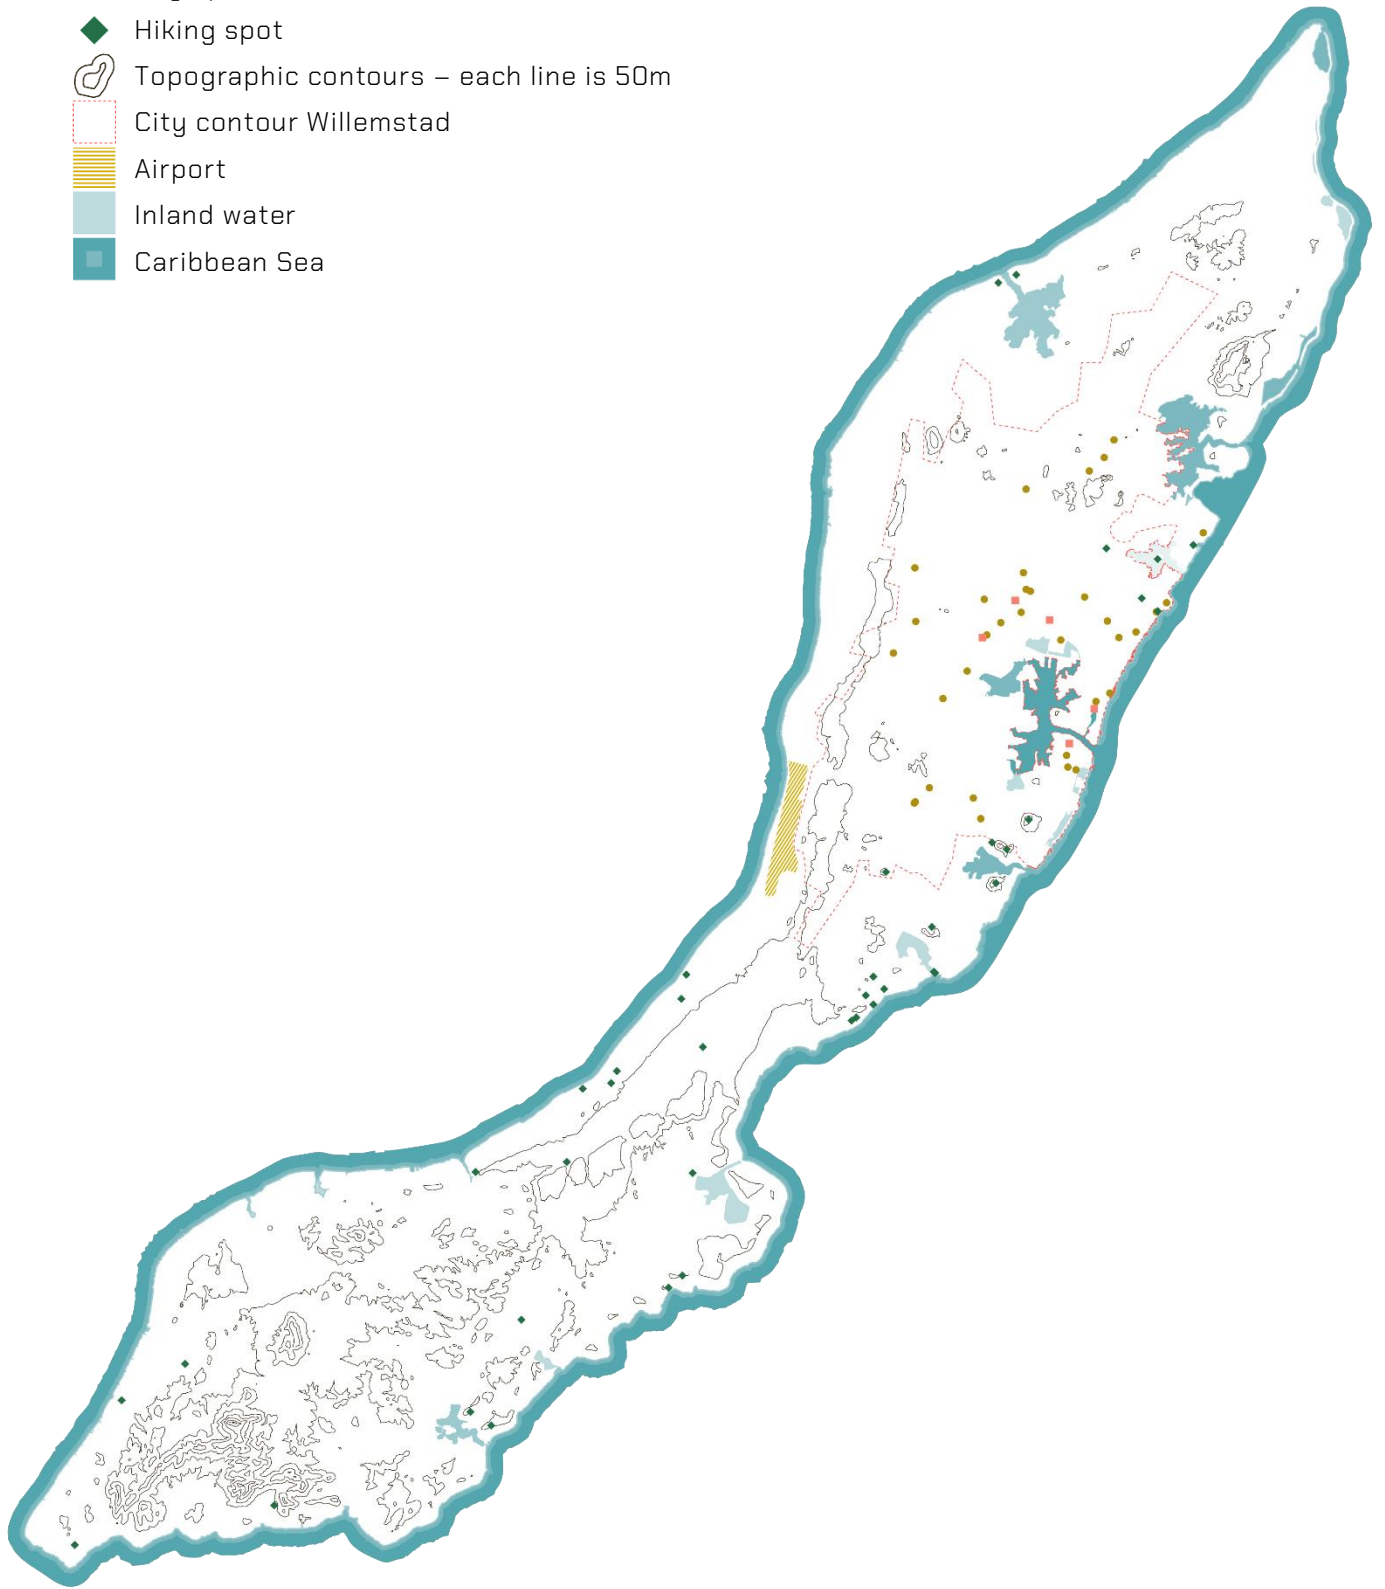 Hiking spot
Topographic contours – each line is 50m
City contour Willemstad
Airport
Inland water
Caribbean Sea